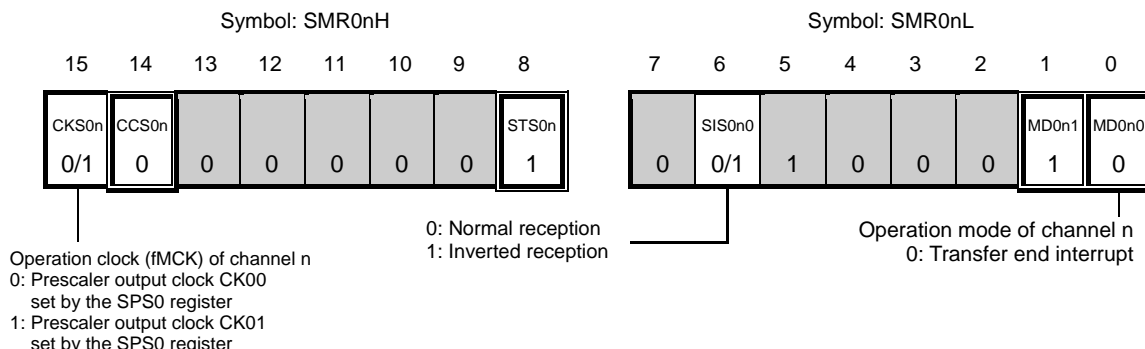 Symbol: SMR0nH
Symbol: SMR0nL
15 14 13 12 11 10 9 8
7 6 5 4 3 2 1 0
CKS0n CCS0n STS0n
SIS0n0 MD0n1 MD0n0
0/1 0 0 0 0 0 0 1
0 0/1 1 0 0 0 1 0
0: Normal reception
1: Inverted reception
Operation mode of channel n
0: Transfer end interrupt
Operation clock (fMCK) of channel n
0: Prescaler output clock CK00
set by the SPS0 register
1: Prescaler output clock CK01
set by the SPS0 register